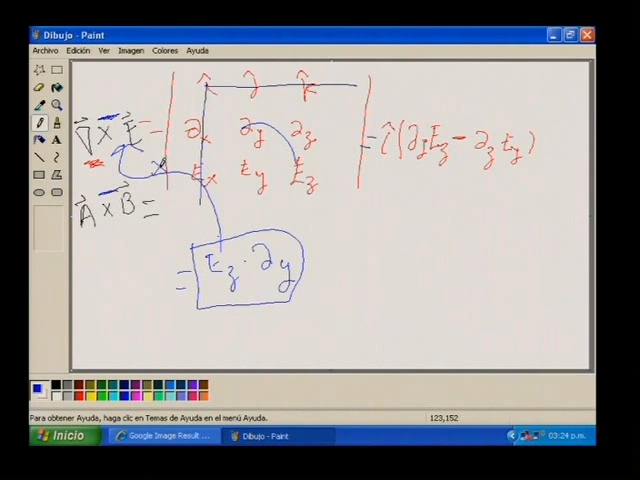 Dibujo - Paint
Archivo Edición Ver Imagen Colores Ayuda
î ĵ k̂
∇ × E = ∂x ∂y ∂z = î(∂yEz - ∂zEy)
x Ex Ey Ez
A × B =
= Ez · ∂y
Para obtener Ayuda, haga clic en Temas de Ayuda en el menú Ayuda. 123,152
Inicio Google Image Result ... Dibujo - Paint 03:24 p.m.